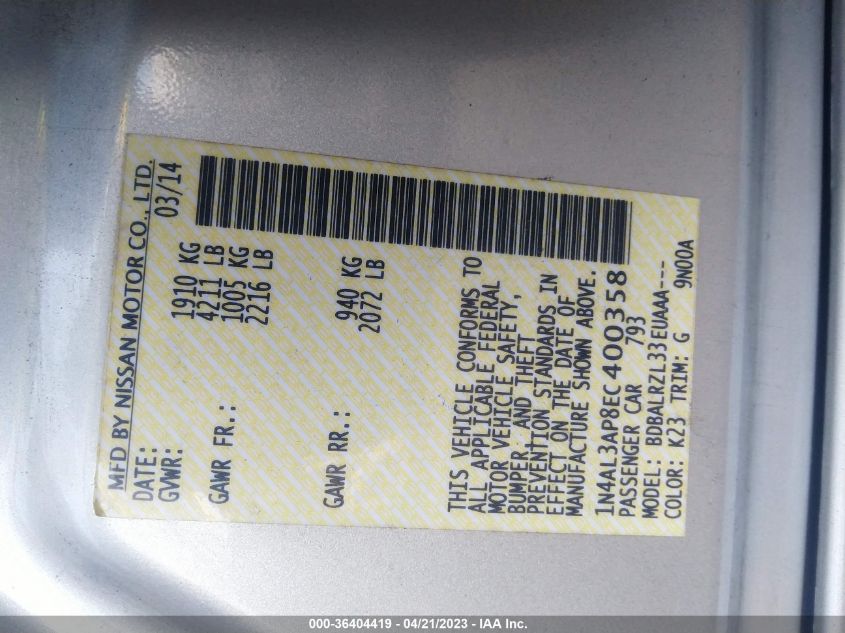 MFD BY NISSAN MOTOR CO., LTD.
DATE: 03/14
GVWR: 1910 KG
4211 LB
GAWR FR.: 1005 KG
2216 LB
GAWR RR.: 940 KG
2072 LB
THIS VEHICLE CONFORMS TO
ALL APPLICABLE FEDERAL
MOTOR VEHICLE SAFETY,
BUMPER, AND THEFT
PREVENTION STANDARDS IN
EFFECT ON THE DATE OF
MANUFACTURE SHOWN ABOVE.
1N4AL3AP8EC400358
PASSENGER CAR 793
MODEL: BDBALRZL33EUAAA---
COLOR: K23 TRIM: G 9N00A
000-36404419 - 04/21/2023 - IAA Inc.